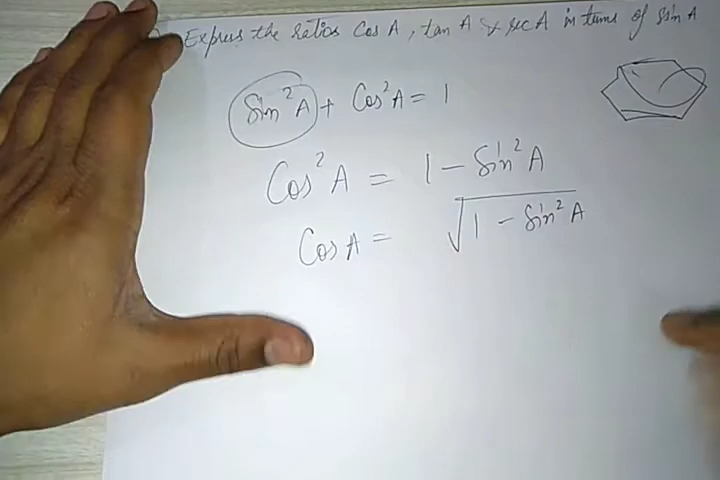 Express the ratios Cos A, tan A & sec A in terms of sin A
Sin²A + Cos²A = 1
Cos²A = 1 - Sin²A
Cos A = √1 - Sin²A